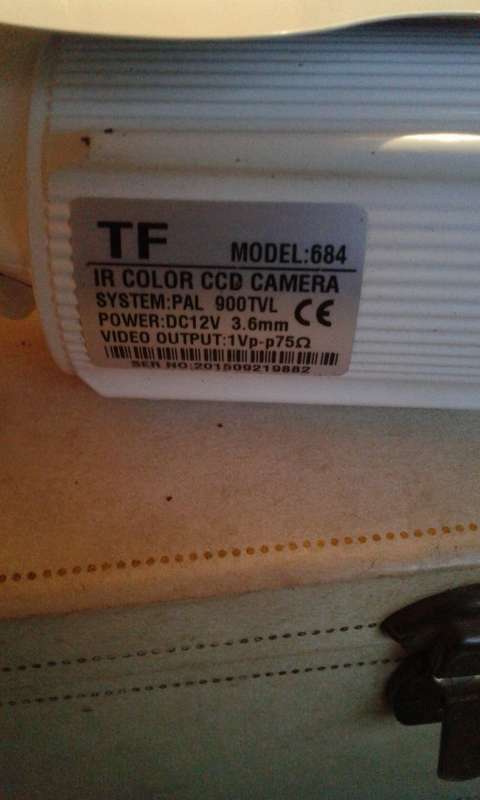 TF MODEL:684
IR COLOR CCD CAMERA
SYSTEM:PAL 900TVL
POWER:DC12V 3.6mm CE
VIDEO OUTPUT:1Vp-p75Ω
SER NO:201509219882